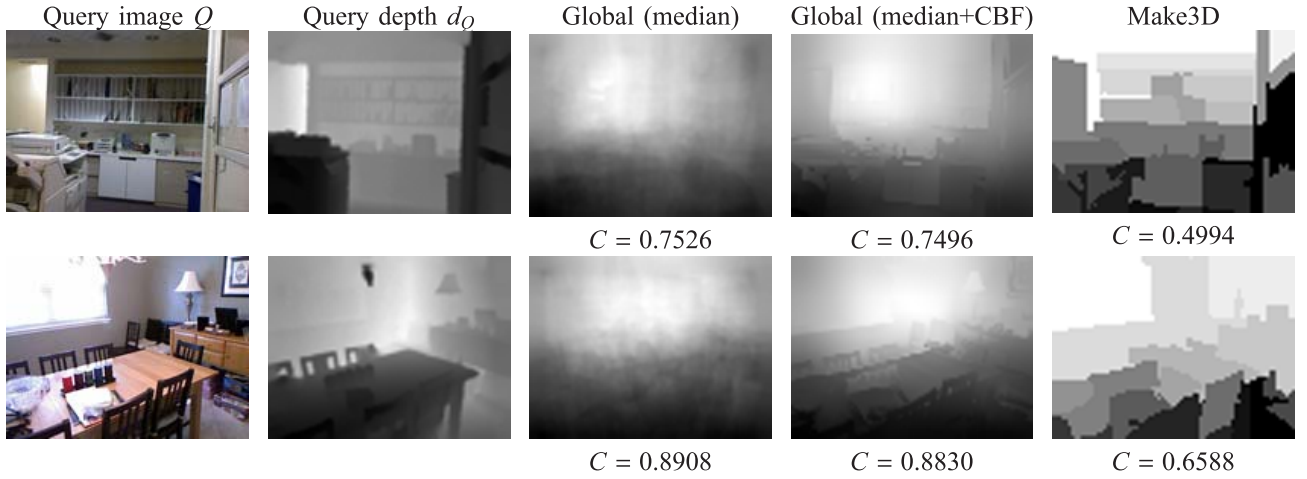 Query image Q Query depth d_Q Global (median) Global (median+CBF) Make3D
C = 0.7526 C = 0.7496 C = 0.4994
C = 0.8908 C = 0.8830 C = 0.6588